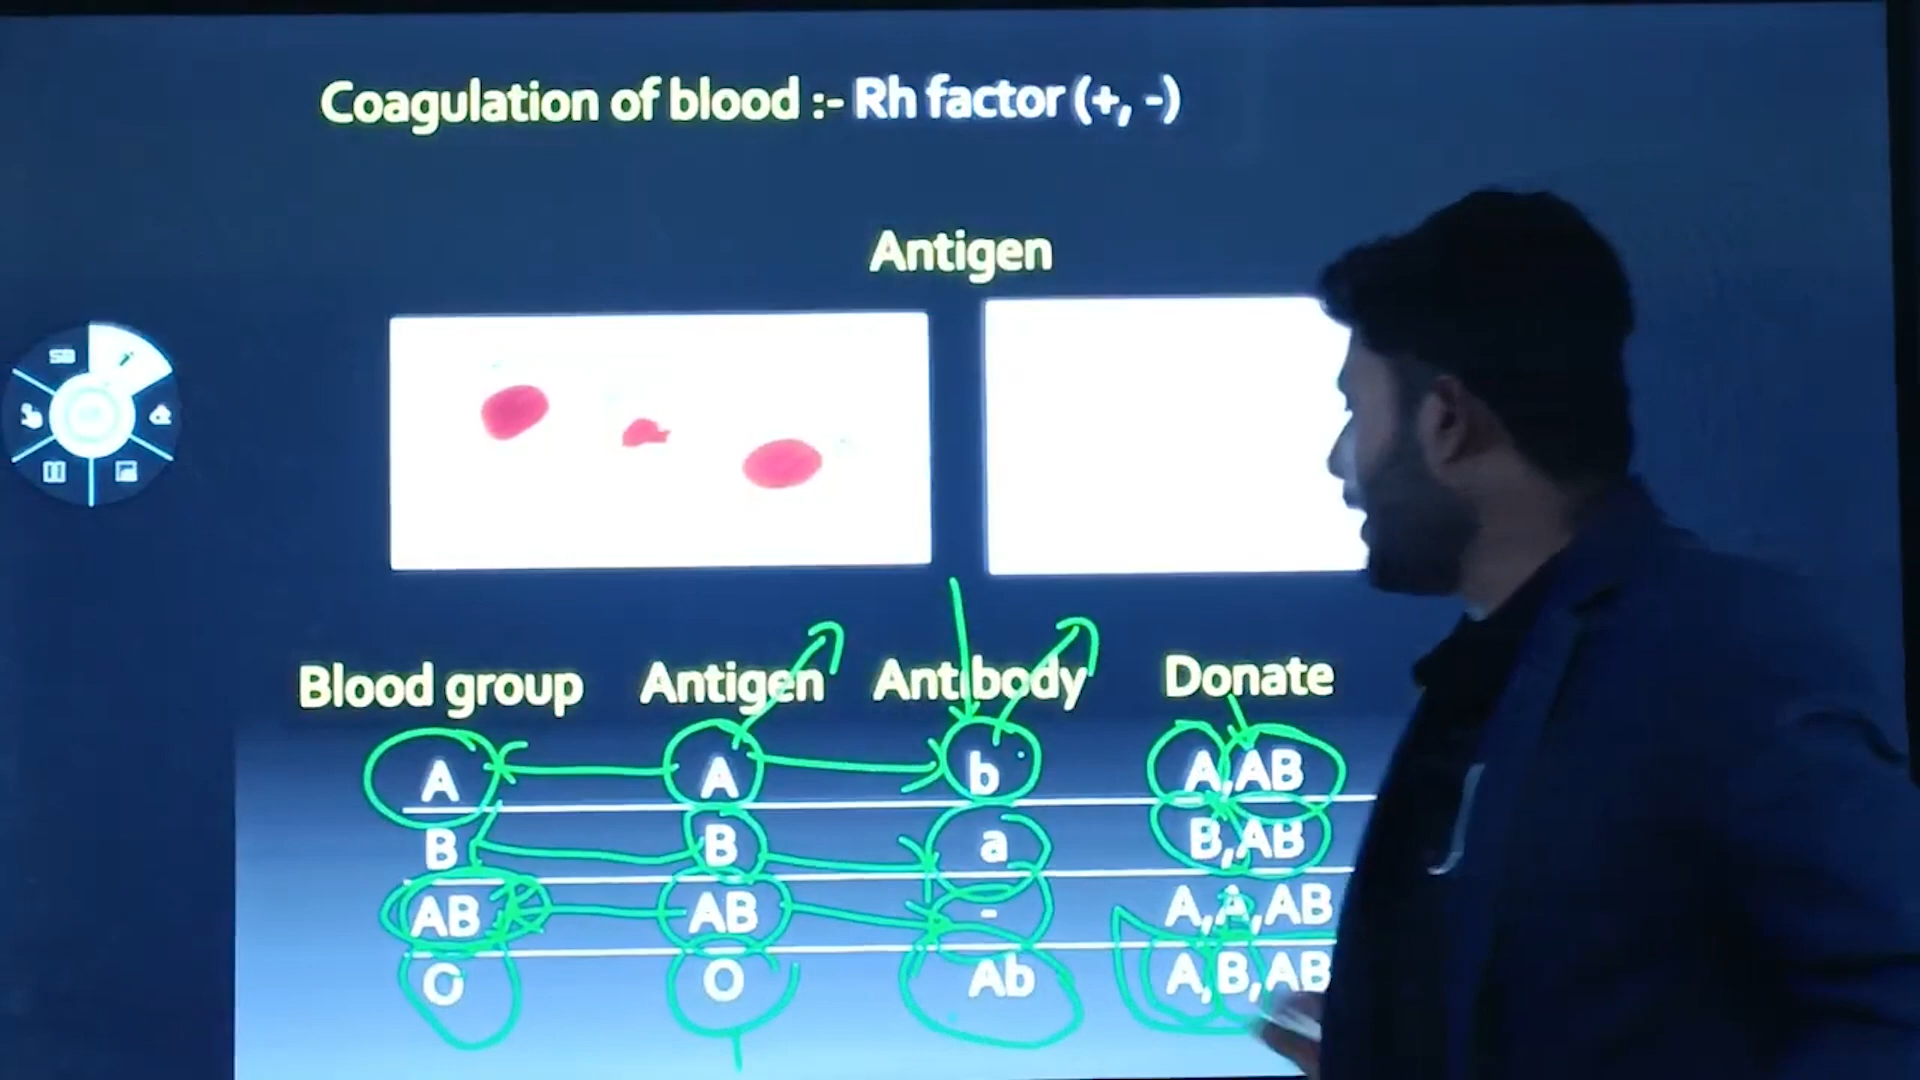 Coagulation of blood :- Rh factor (+, -)
Antigen
Blood group Antigen Antibody Donate
A A b A, AB
B B a B, AB
AB AB - A,A,AB
O O Ab A,B,AB